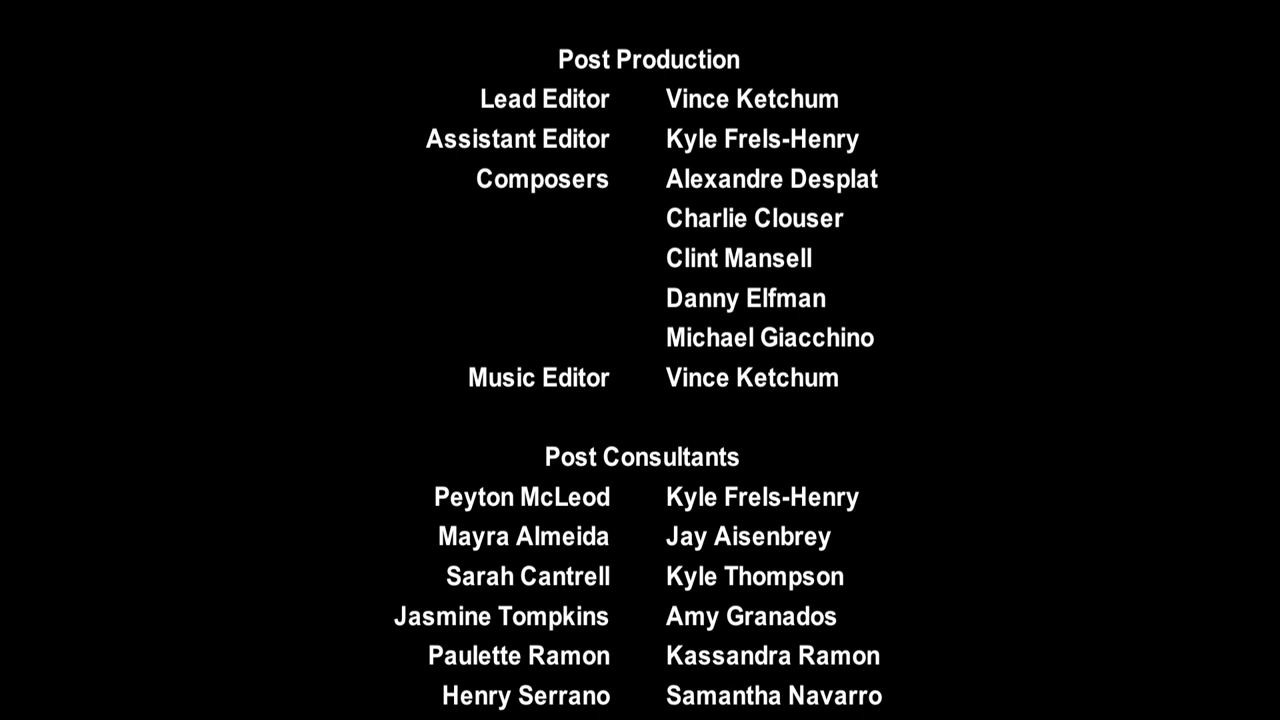 Post Production
Lead Editor Vince Ketchum
Assistant Editor Kyle Frels-Henry
Composers Alexandre Desplat
Charlie Clouser
Clint Mansell
Danny Elfman
Michael Giacchino
Music Editor Vince Ketchum
Post Consultants
Peyton McLeod Kyle Frels-Henry
Mayra Almeida Jay Aisenbrey
Sarah Cantrell Kyle Thompson
Jasmine Tompkins Amy Granados
Paulette Ramon Kassandra Ramon
Henry Serrano Samantha Navarro